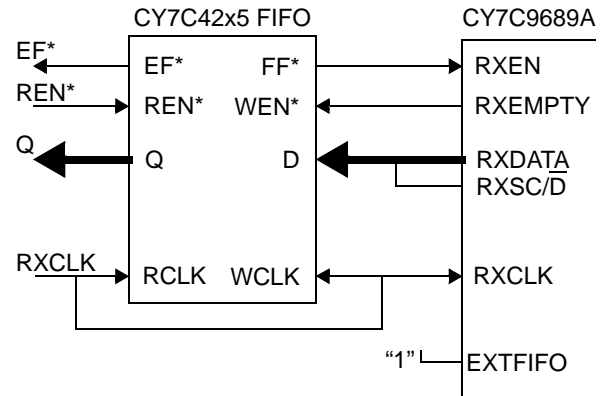 CY7C42x5 FIFO CY7C9689A
EF* EF* FF* RXEN
REN* REN* WEN* RXEMPTY
Q Q D RXDATA
RXSC/D̅
RXCLK RCLK WCLK RXCLK
“1” EXTFIFO